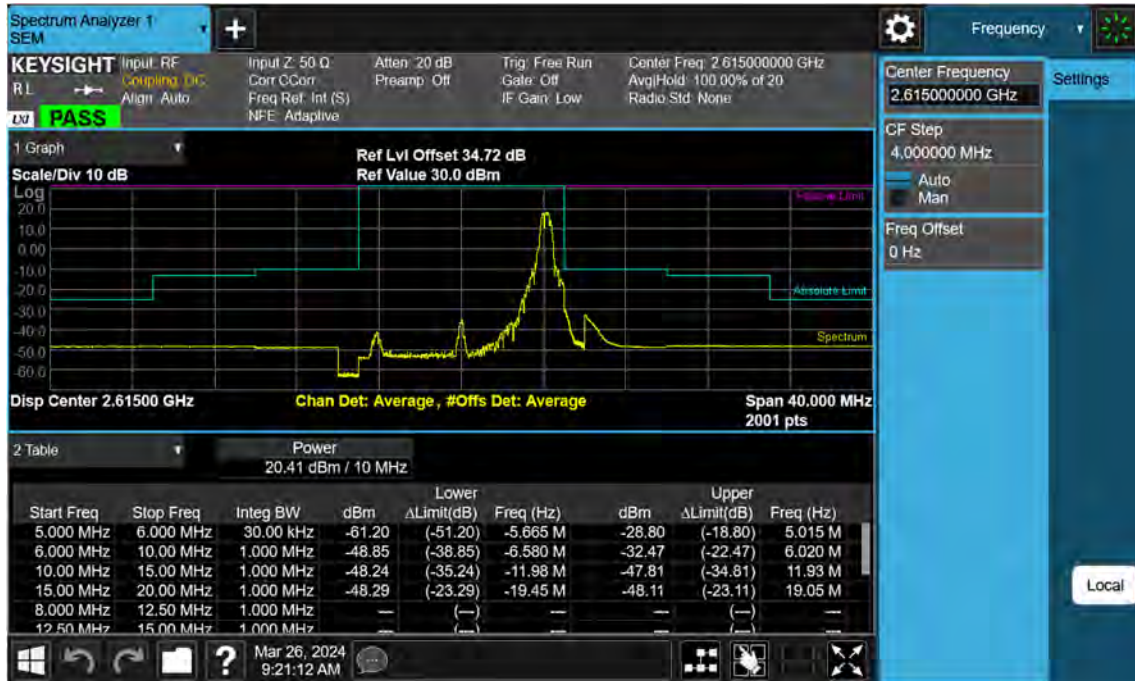 Spectrum Analyzer 1
SEM
Frequency
KEYSIGHT
Input: RF
Coupling: DC
Align: Auto
Input Z: 50 Ω
Corr CCorr
Freq Ref: Int (S)
NFE: Adaptive
Atten: 20 dB
Preamp: Off
Trig: Free Run
Gate: Off
IF Gain: Low
Center Freq: 2.615000000 GHz
Avg|Hold: 100.00% of 20
Radio Std: None
R L
LXI PASS
Center Frequency
2.615000000 GHz
Settings
CF Step
4.000000 MHz
Auto
Man
Freq Offset
0 Hz
1 Graph
Scale/Div 10 dB
Ref Lvl Offset 34.72 dB
Ref Value 30.0 dBm
Log
20.0
10.0
0.00
-10.0
-20.0
-30.0
-40.0
-50.0
-60.0
Relative Limit
Absolute Limit
Spectrum
Disp Center 2.61500 GHz
Chan Det: Average , #Offs Det: Average
Span 40.000 MHz
2001 pts
2 Table
Power
20.41 dBm / 10 MHz
Lower Upper
Start Freq Stop Freq Integ BW dBm ΔLimit(dB) Freq (Hz) dBm ΔLimit(dB) Freq (Hz)
5.000 MHz 6.000 MHz 30.00 kHz -61.20 (-51.20) -5.665 M -28.80 (-18.80) 5.015 M
6.000 MHz 10.00 MHz 1.000 MHz -48.85 (-38.85) -6.580 M -32.47 (-22.47) 6.020 M
10.00 MHz 15.00 MHz 1.000 MHz -48.24 (-35.24) -11.98 M -47.81 (-34.81) 11.93 M
15.00 MHz 20.00 MHz 1.000 MHz -48.29 (-23.29) -19.45 M -48.11 (-23.11) 19.05 M
8.000 MHz 12.50 MHz 1.000 MHz --- (---) --- --- (---) ---
12.50 MHz 15.00 MHz 1.000 MHz --- (---) --- --- (---) ---
Local
?
Mar 26, 2024
9:21:12 AM